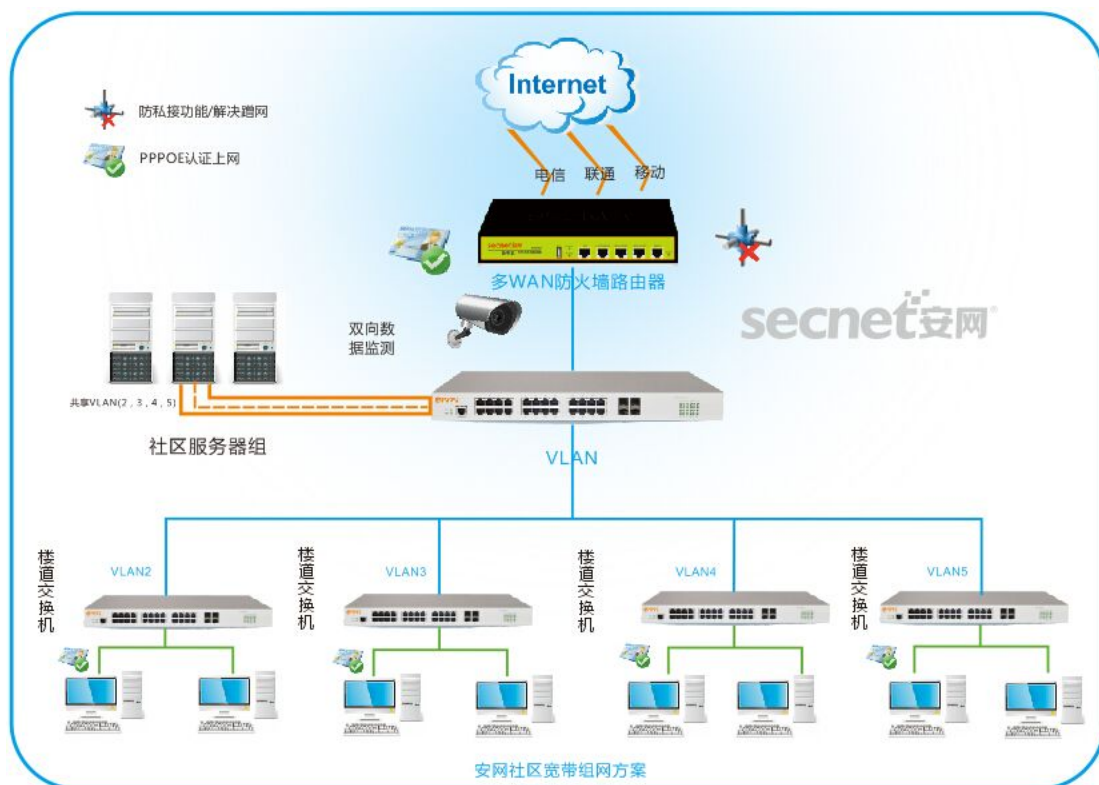 Internet
防私接功能/解决蹭网
PPPOE认证上网
电信
联通
移动
secnet
多WAN防火墙路由器
双向数
据监测
secnet安网®
共享VLAN(2，3，4，5)
社区服务器组
VLAN
楼道交换机
VLAN2
楼道交换机
VLAN3
楼道交换机
VLAN4
楼道交换机
VLAN5
安网社区宽带组网方案